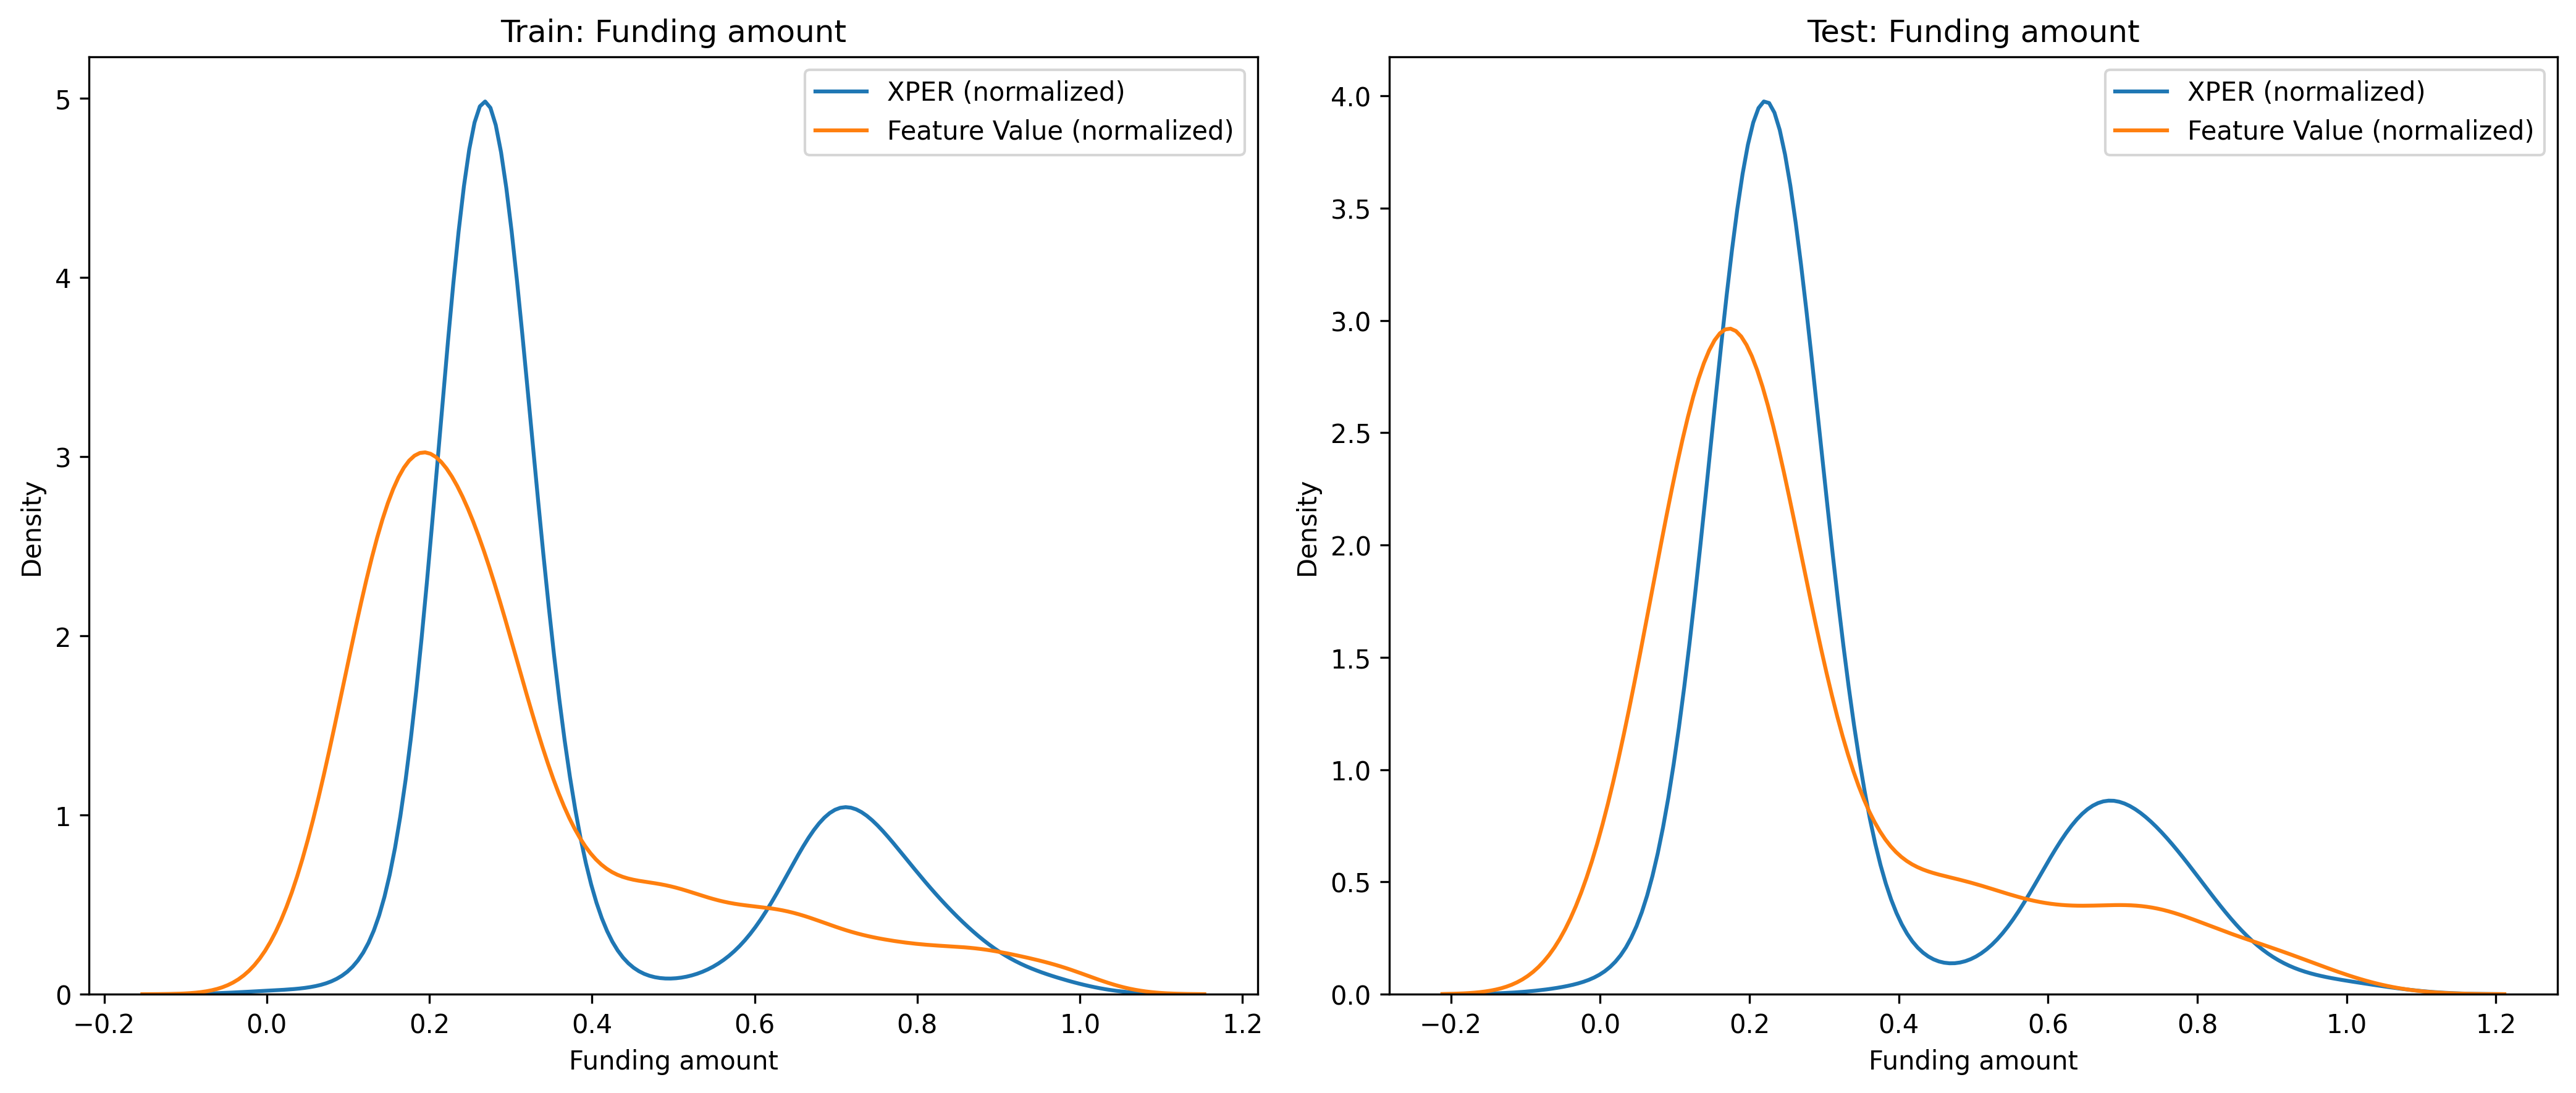 Train: Funding amount
XPER (normalized)
Feature Value (normalized)
Density
5
4
3
2
1
0
−0.2 0.0 0.2 0.4 0.6 0.8 1.0 1.2
Funding amount
Test: Funding amount
XPER (normalized)
Feature Value (normalized)
Density
4.0
3.5
3.0
2.5
2.0
1.5
1.0
0.5
0.0
−0.2 0.0 0.2 0.4 0.6 0.8 1.0 1.2
Funding amount